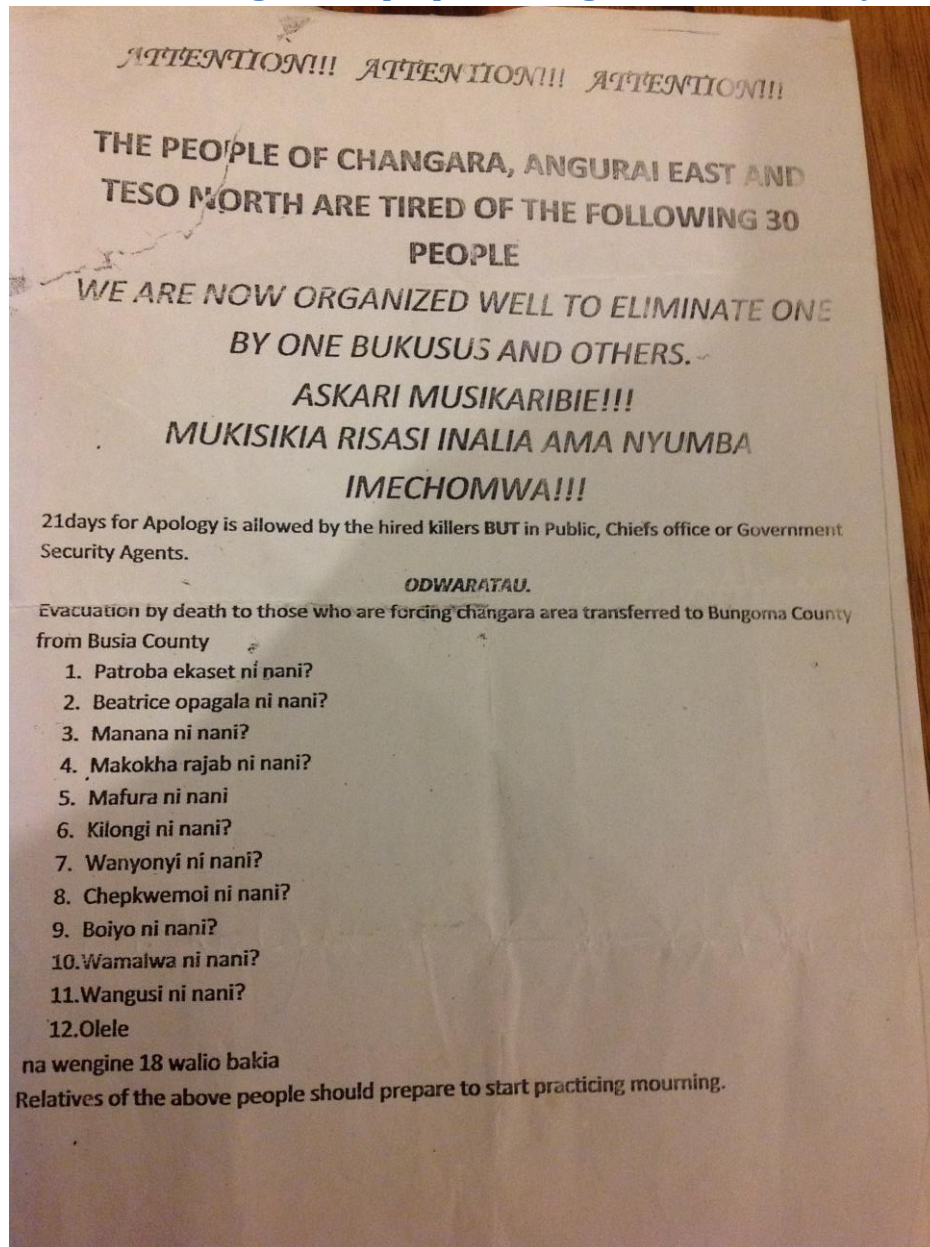 ATTENTION!!! ATTENTION!!! ATTENTION!!!
THE PEOPLE OF CHANGARA, ANGURAI EAST AND
TESO NORTH ARE TIRED OF THE FOLLOWING 30
PEOPLE
WE ARE NOW ORGANIZED WELL TO ELIMINATE ONE
BY ONE BUKUSUS AND OTHERS.
ASKARI MUSIKARIBIE!!!
MUKISIKIA RISASI INALIA AMA NYUMBA
IMECHOMWA!!!
21days for Apology is allowed by the hired killers BUT in Public, Chiefs office or Government
Security Agents.
ODWARATAU.
Evacuation by death to those who are forcing changara area transferred to Bungoma County
from Busia County
1. Patroba ekaset ni nani?
2. Beatrice opagala ni nani?
3. Manana ni nani?
4. Makokha rajab ni nani?
5. Mafura ni nani
6. Kilongi ni nani?
7. Wanyonyi ni nani?
8. Chepkwemoi ni nani?
9. Boiyo ni nani?
10.Wamalwa ni nani?
11.Wangusi ni nani?
12.Olele
na wengine 18 walio bakia
Relatives of the above people should prepare to start practicing mourning.